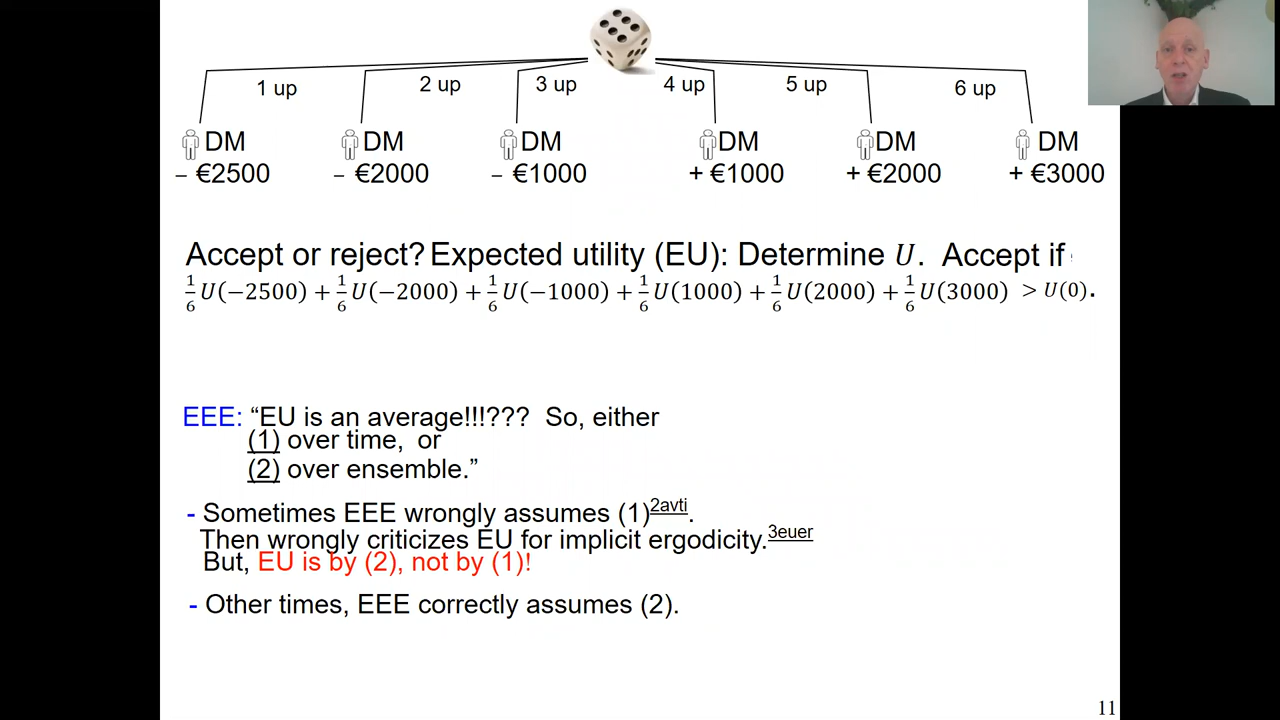 1 up 2 up 3 up 4 up 5 up 6 up
DM DM DM DM DM DM
– €2500 – €2000 – €1000 + €1000 + €2000 + €3000
Accept or reject? Expected utility (EU): Determine U. Accept if
1/6 U(−2500) + 1/6 U(−2000) + 1/6 U(−1000) + 1/6 U(1000) + 1/6 U(2000) + 1/6 U(3000) > U(0).
EEE: “EU is an average!!!??? So, either
(1) over time, or
(2) over ensemble.”
- Sometimes EEE wrongly assumes (1)2avti.
Then wrongly criticizes EU for implicit ergodicity.3euer
But, EU is by (2), not by (1)!
- Other times, EEE correctly assumes (2).
11